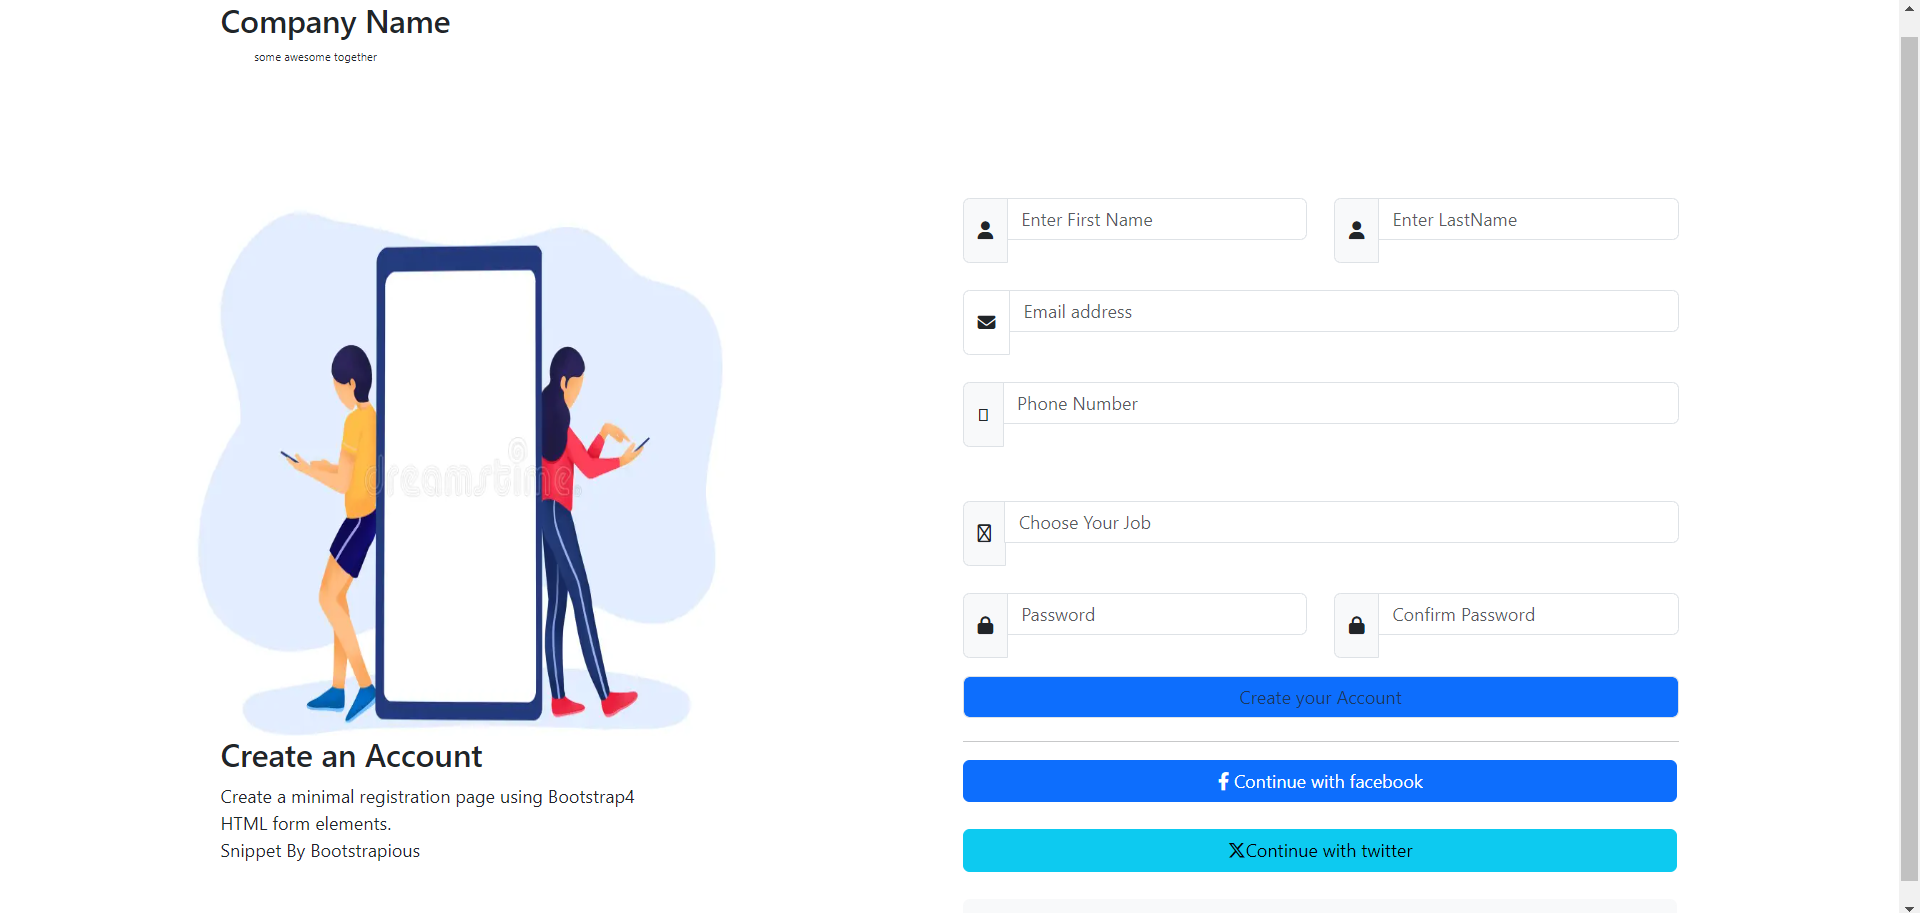 Company Name
some awesome together
Enter First Name
Enter LastName
Email address
Phone Number
dreamstime
Choose Your Job
Password
Confirm Password
Create your Account
Create an Account
Continue with facebook
Create a minimal registration page using Bootstrap4
HTML form elements.
Snippet By Bootstrapious
Continue with twitter